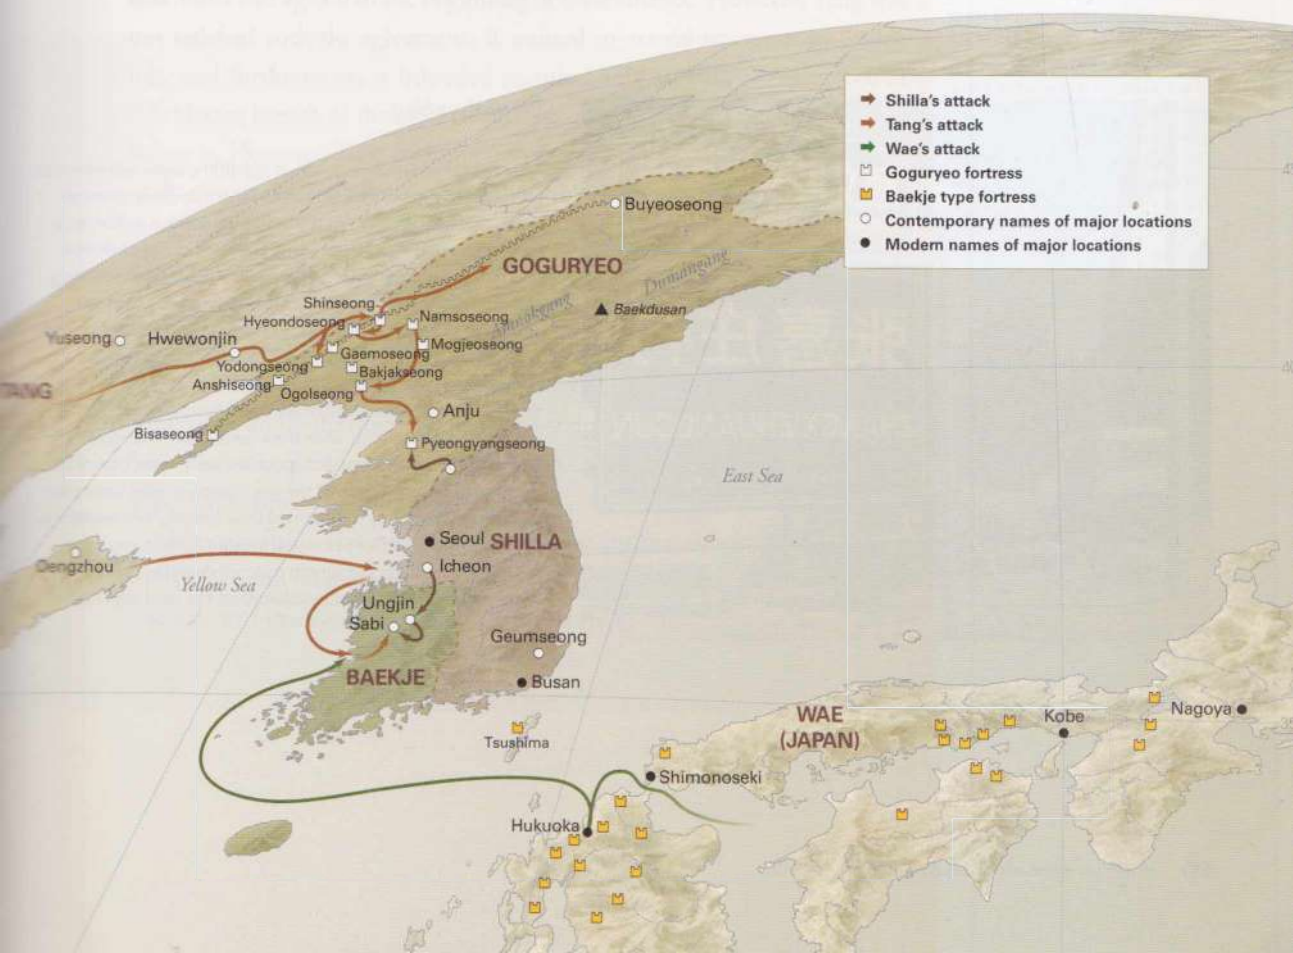 Shilla's attack
Tang's attack
Wae's attack
Goguryeo fortress
Baekje type fortress
Contemporary names of major locations
Modern names of major locations
Buyeoseong
GOGURYEO
Dumangang
Baekdusan
Shinseong
Hyeondoseong
Namsoseong
Yuseong
Hwewonjin
Mogjeoseong
Gaemoseong
Yodongseong
Bakjakseong
Anshiseong
Ogolseong
TANG
Anju
Bisaseong
Pyeongyangseong
East Sea
Seoul
SHILLA
Dengzhou
Icheon
Yellow Sea
Ungjin
Sabi
Geumseong
BAEKJE
Busan
Tsushima
WAE
(JAPAN)
Kobe
Nagoya
Shimonoseki
Hukuoka